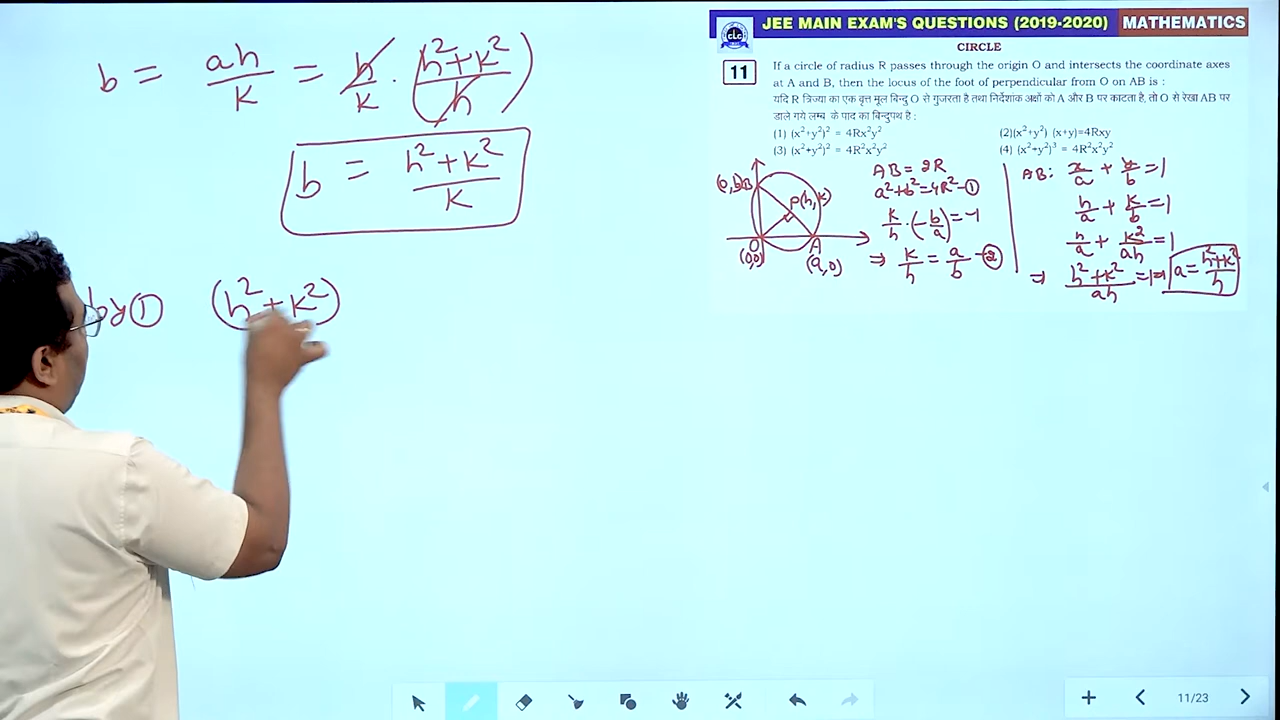 b = ah/k = h/k · (h²+k²/h)
b = h²+k²/k
by ① (h²+k²)
JEE MAIN EXAM'S QUESTIONS (2019-2020) MATHEMATICS
CLC
CIRCLE
11 If a circle of radius R passes through the origin O and intersects the coordinate axes
at A and B, then the locus of the foot of perpendicular from O on AB is :
यदि R त्रिज्या का एक वृत्त मूल बिन्दु O से गुजरता है तथा निर्देशांक अक्षों को A और B पर काटता है, तो O से रेखा AB पर
डाले गये लम्ब के पाद का बिन्दुपथ है :
(1) (x²+y²)² = 4Rx²y² (2)(x²+y²) (x+y)=4Rxy
(3) (x²+y²)² = 4R²x²y² (4) (x²+y²)³ = 4R²x²y²
(0,b)B
P(h,k)
O
(0,0)
A
(a,0)
AB = 2R
a²+b²=4R²-①
k/h·(-b/a)=-1
⇒ k/h = a/b -②
AB: x/a + y/b =1
h/a + k/b =1
h/a + k²/ah =1
⇒ h²+k²/ah =1⇒ a= h²+k²/h
11/23